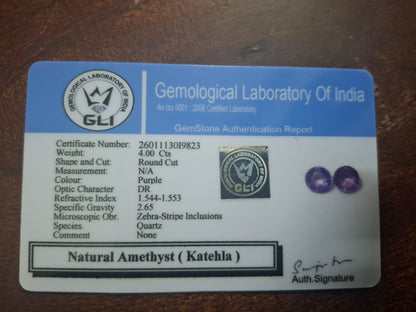 GEMOLOGICAL LABORATORY OF INDIA
GLI
Gemological Laboratory Of India
An Iso 9001 :2008 Certified Laboratory
GemStone Authentication Report
Certificate Number: 26011130I9823
Weight: 4.00 Cts
Shape and Cut: Round Cut
Measurement: N/A
Colour: Purple
Optic Character DR
Refractive Index 1.544-1.553
Specific Gravity 2.65
Microscopic Obr. Zebra-Stripe Inclusions
Species. Quartz
Comment None
GLI
Natural Amethyst ( Katehla )
Auth.Signature